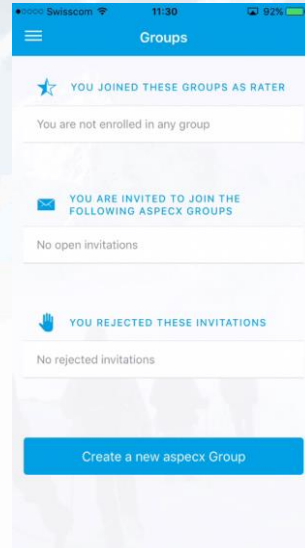 Swisscom 11:30 92%
Groups
YOU JOINED THESE GROUPS AS RATER
You are not enrolled in any group
YOU ARE INVITED TO JOIN THE
FOLLOWING ASPECX GROUPS
No open invitations
YOU REJECTED THESE INVITATIONS
No rejected invitations
Create a new aspecx Group